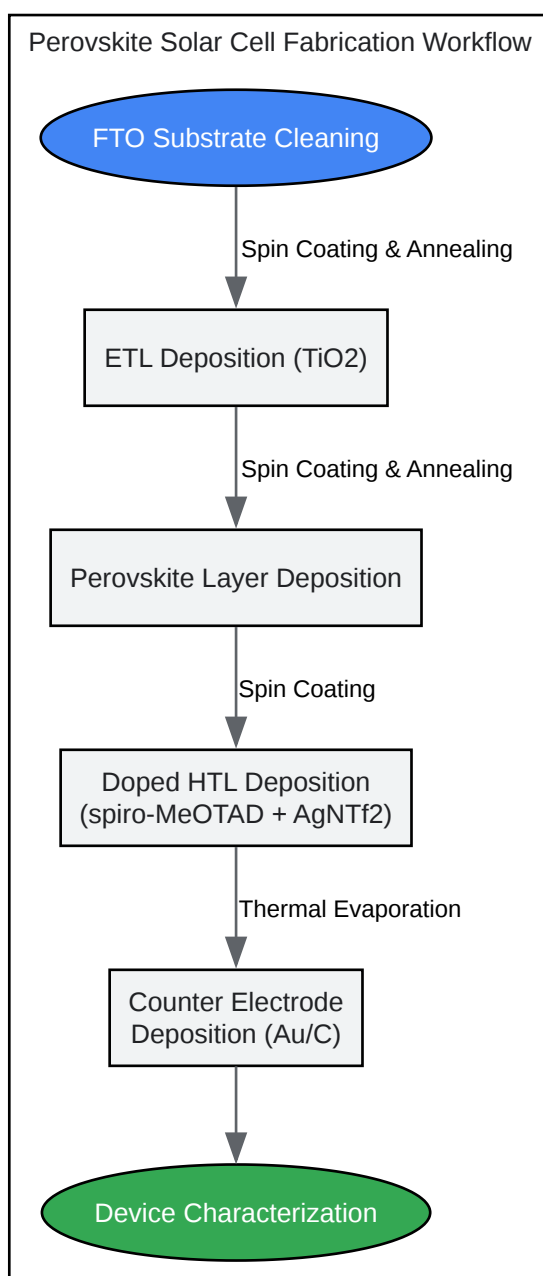 Perovskite Solar Cell Fabrication Workflow
FTO Substrate Cleaning
Spin Coating & Annealing
ETL Deposition (TiO2)
Spin Coating & Annealing
Perovskite Layer Deposition
Spin Coating
Doped HTL Deposition
(spiro-MeOTAD + AgNTf2)
Thermal Evaporation
Counter Electrode
Deposition (Au/C)
Device Characterization